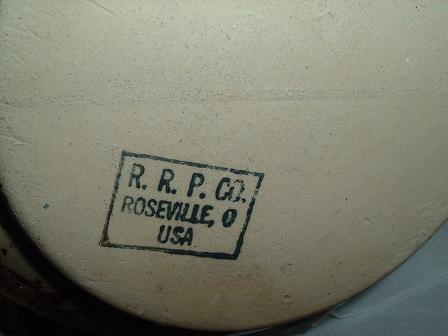 R. R. P. CO.
ROSEVILLE, O
USA